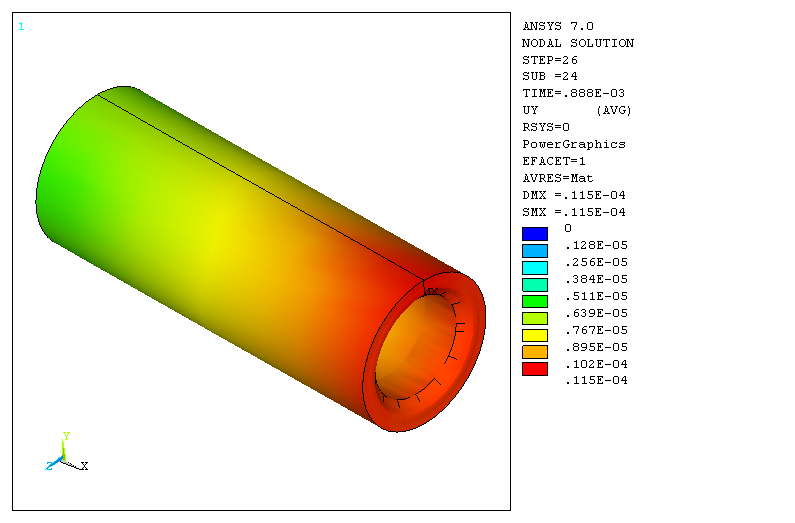 1
ANSYS 7.0
NODAL SOLUTION
STEP=26
SUB =24
TIME=.888E-03
UY (AVG)
RSYS=0
PowerGraphics
EFACET=1
AVRES=Mat
DMX =.115E-04
SMX =.115E-04
0
.128E-05
.256E-05
.384E-05
.511E-05
.639E-05
.767E-05
.895E-05
.102E-04
.115E-04
Y
Z X